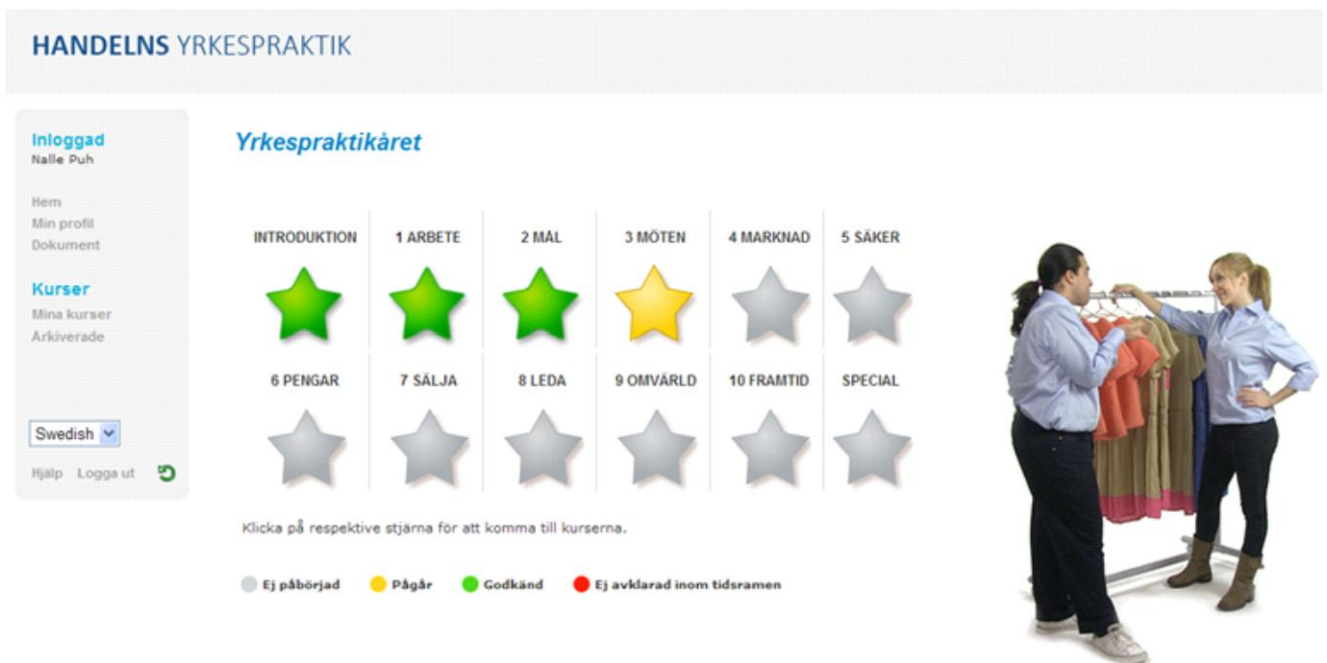 HANDELNS YRKESPRAKTIK
Inloggad
Nalle Puh
Hem
Min profil
Dokument
Kurser
Mina kurser
Arkiverade
Swedish
Hjälp Logga ut
Yrkespraktikåret
INTRODUKTION 1 ARBETE 2 MÅL 3 MÖTEN 4 MARKNAD 5 SÄKER
6 PENGAR 7 SÄLJA 8 LEDA 9 OMVÄRLD 10 FRAMTID SPECIAL
Klicka på respektive stjärna för att komma till kurserna.
Ej påbörjad Pågår Godkänd Ej avklarad inom tidsramen